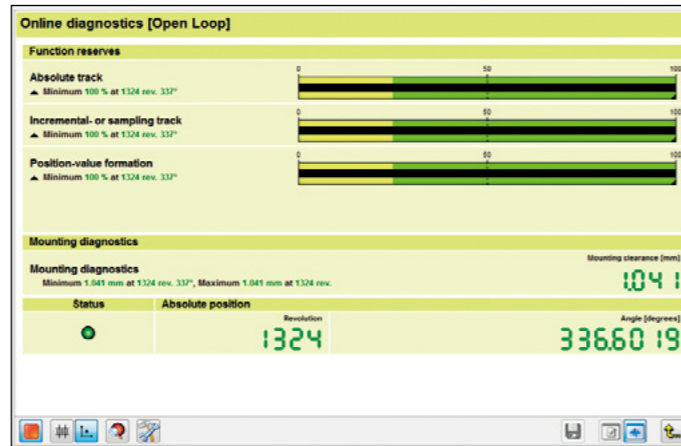 Online diagnostics [Open Loop]
Function reserves
0 50 100
Absolute track
Minimum 100 % at 1324 rev. 337°
0 50 100
Incremental- or sampling track
Minimum 100 % at 1324 rev. 337°
0 50 100
Position-value formation
Minimum 100 % at 1324 rev. 337°
Mounting diagnostics
Mounting clearance [mm]
Mounting diagnostics
Minimum 1.041 mm at 1324 rev. 337°, Maximum 1.041 mm at 1324 rev.
1.041
Status Absolute position
Revolution Angle [degrees]
1324 336.6019